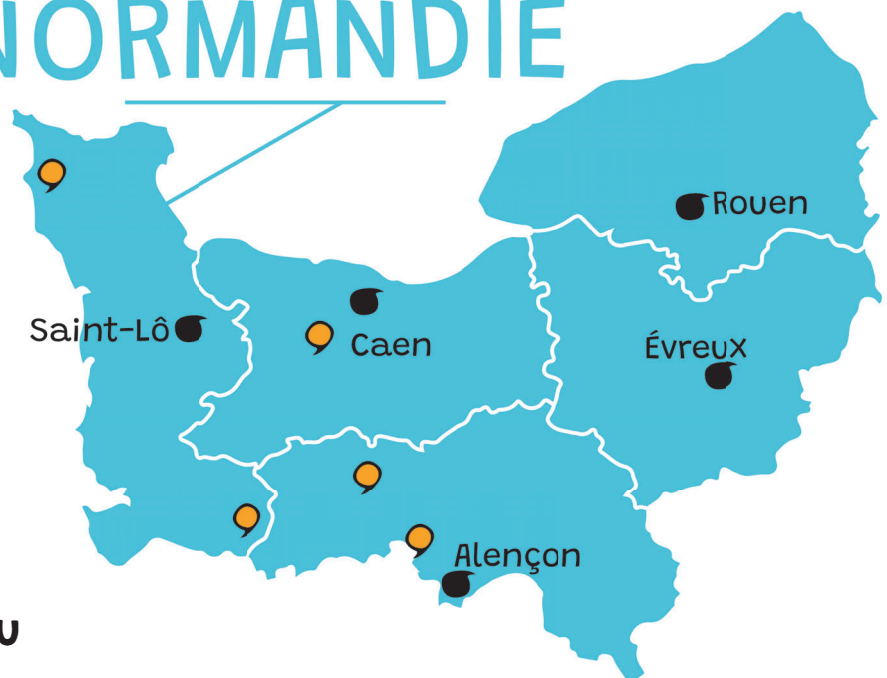 NORMANDIE
Rouen
Saint-Lô
Caen
Évreux
Alençon
U